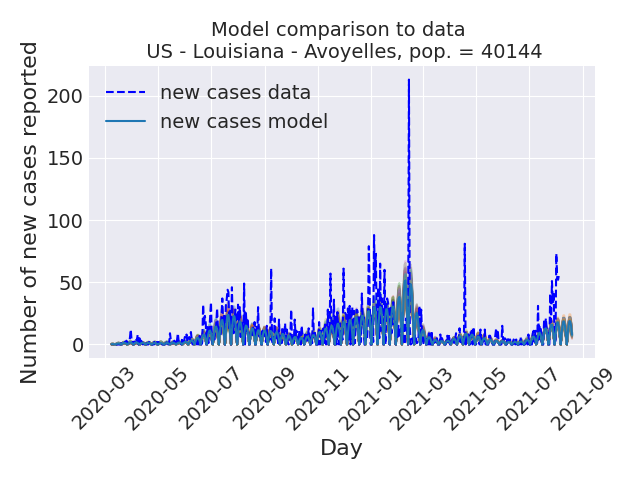 Model comparison to data
US - Louisiana - Avoyelles, pop. = 40144
Number of new cases reported
200
150
100
50
0
new cases data
new cases model
2020-03
2020-05
2020-07
2020-09
2020-11
2021-01
2021-03
2021-05
2021-07
2021-09
Day